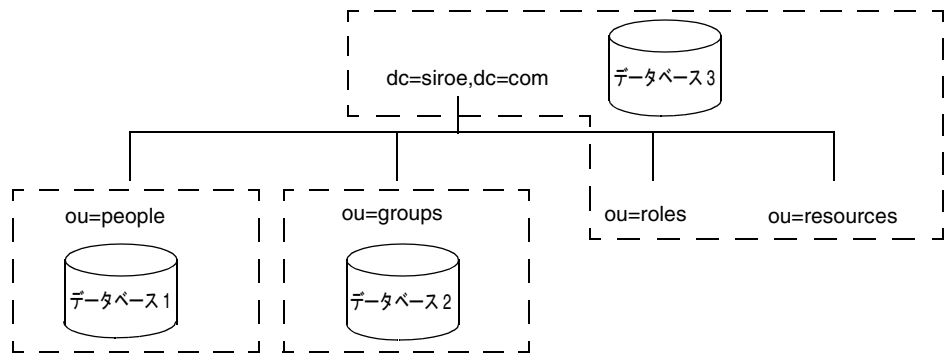 dc=siroe,dc=com
データベース 3
ou=people
ou=groups
ou=roles
ou=resources
データベース 1
データベース 2